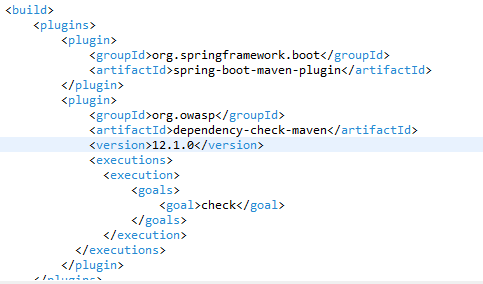 <build>
<plugins>
<plugin>
<groupId>org.springframework.boot</groupId>
<artifactId>spring-boot-maven-plugin</artifactId>
</plugin>
<plugin>
<groupId>org.owasp</groupId>
<artifactId>dependency-check-maven</artifactId>
<version>12.1.0</version>
<executions>
<execution>
<goals>
<goal>check</goal>
</goals>
</execution>
</executions>
</plugin>
</plugins>